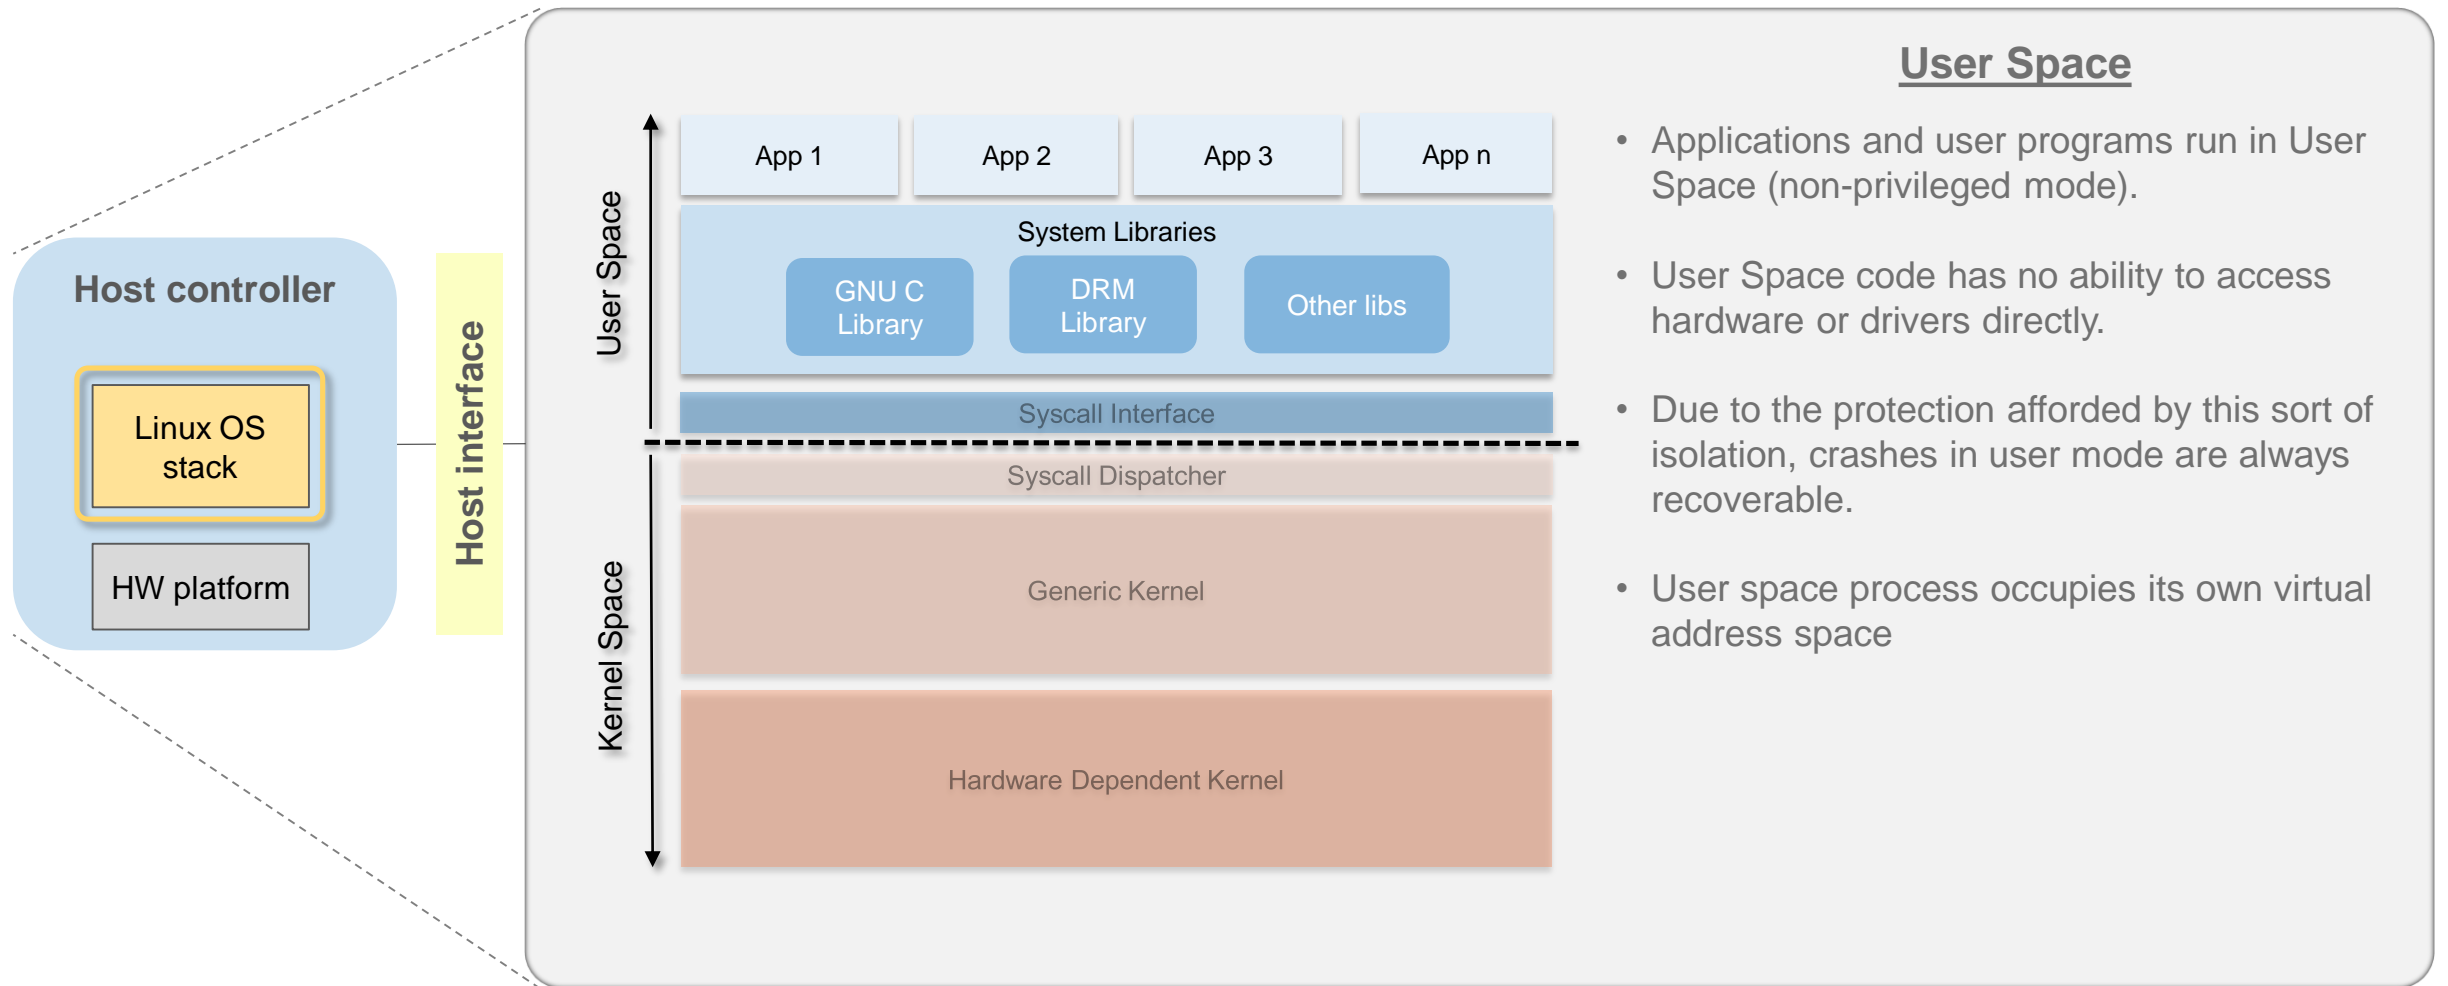 Host controller
Linux OS
stack
HW platform
Host interface
User Space
Kernel Space
App 1
App 2
App 3
App n
System Libraries
GNU C
Library
DRM
Library
Other libs
Syscall Interface
Syscall Dispatcher
Generic Kernel
Hardware Dependent Kernel
User Space
• Applications and user programs run in User
Space (non-privileged mode).
• User Space code has no ability to access
hardware or drivers directly.
• Due to the protection afforded by this sort of
isolation, crashes in user mode are always
recoverable.
• User space process occupies its own virtual
address space